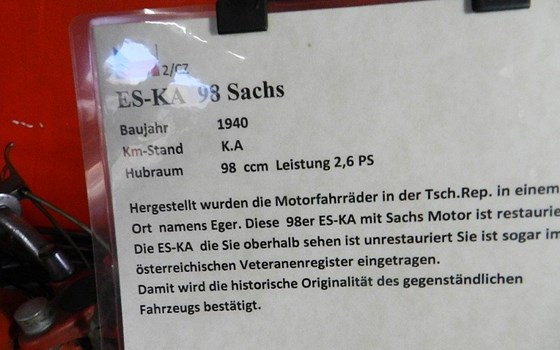 2/CZ
ES-KA 98 Sachs
Baujahr 1940
Km-Stand K.A
Hubraum 98 ccm Leistung 2,6 PS
Hergestellt wurden die Motorfahrräder in der Tsch.Rep. in einem
Ort namens Eger. Diese 98er ES-KA mit Sachs Motor ist restaurie
Die ES-KA die Sie oberhalb sehen ist unrestauriert Sie ist sogar im
österreichischen Veteranenregister eingetragen.
Damit wird die historische Originalität des gegenständlichen
Fahrzeugs bestätigt.